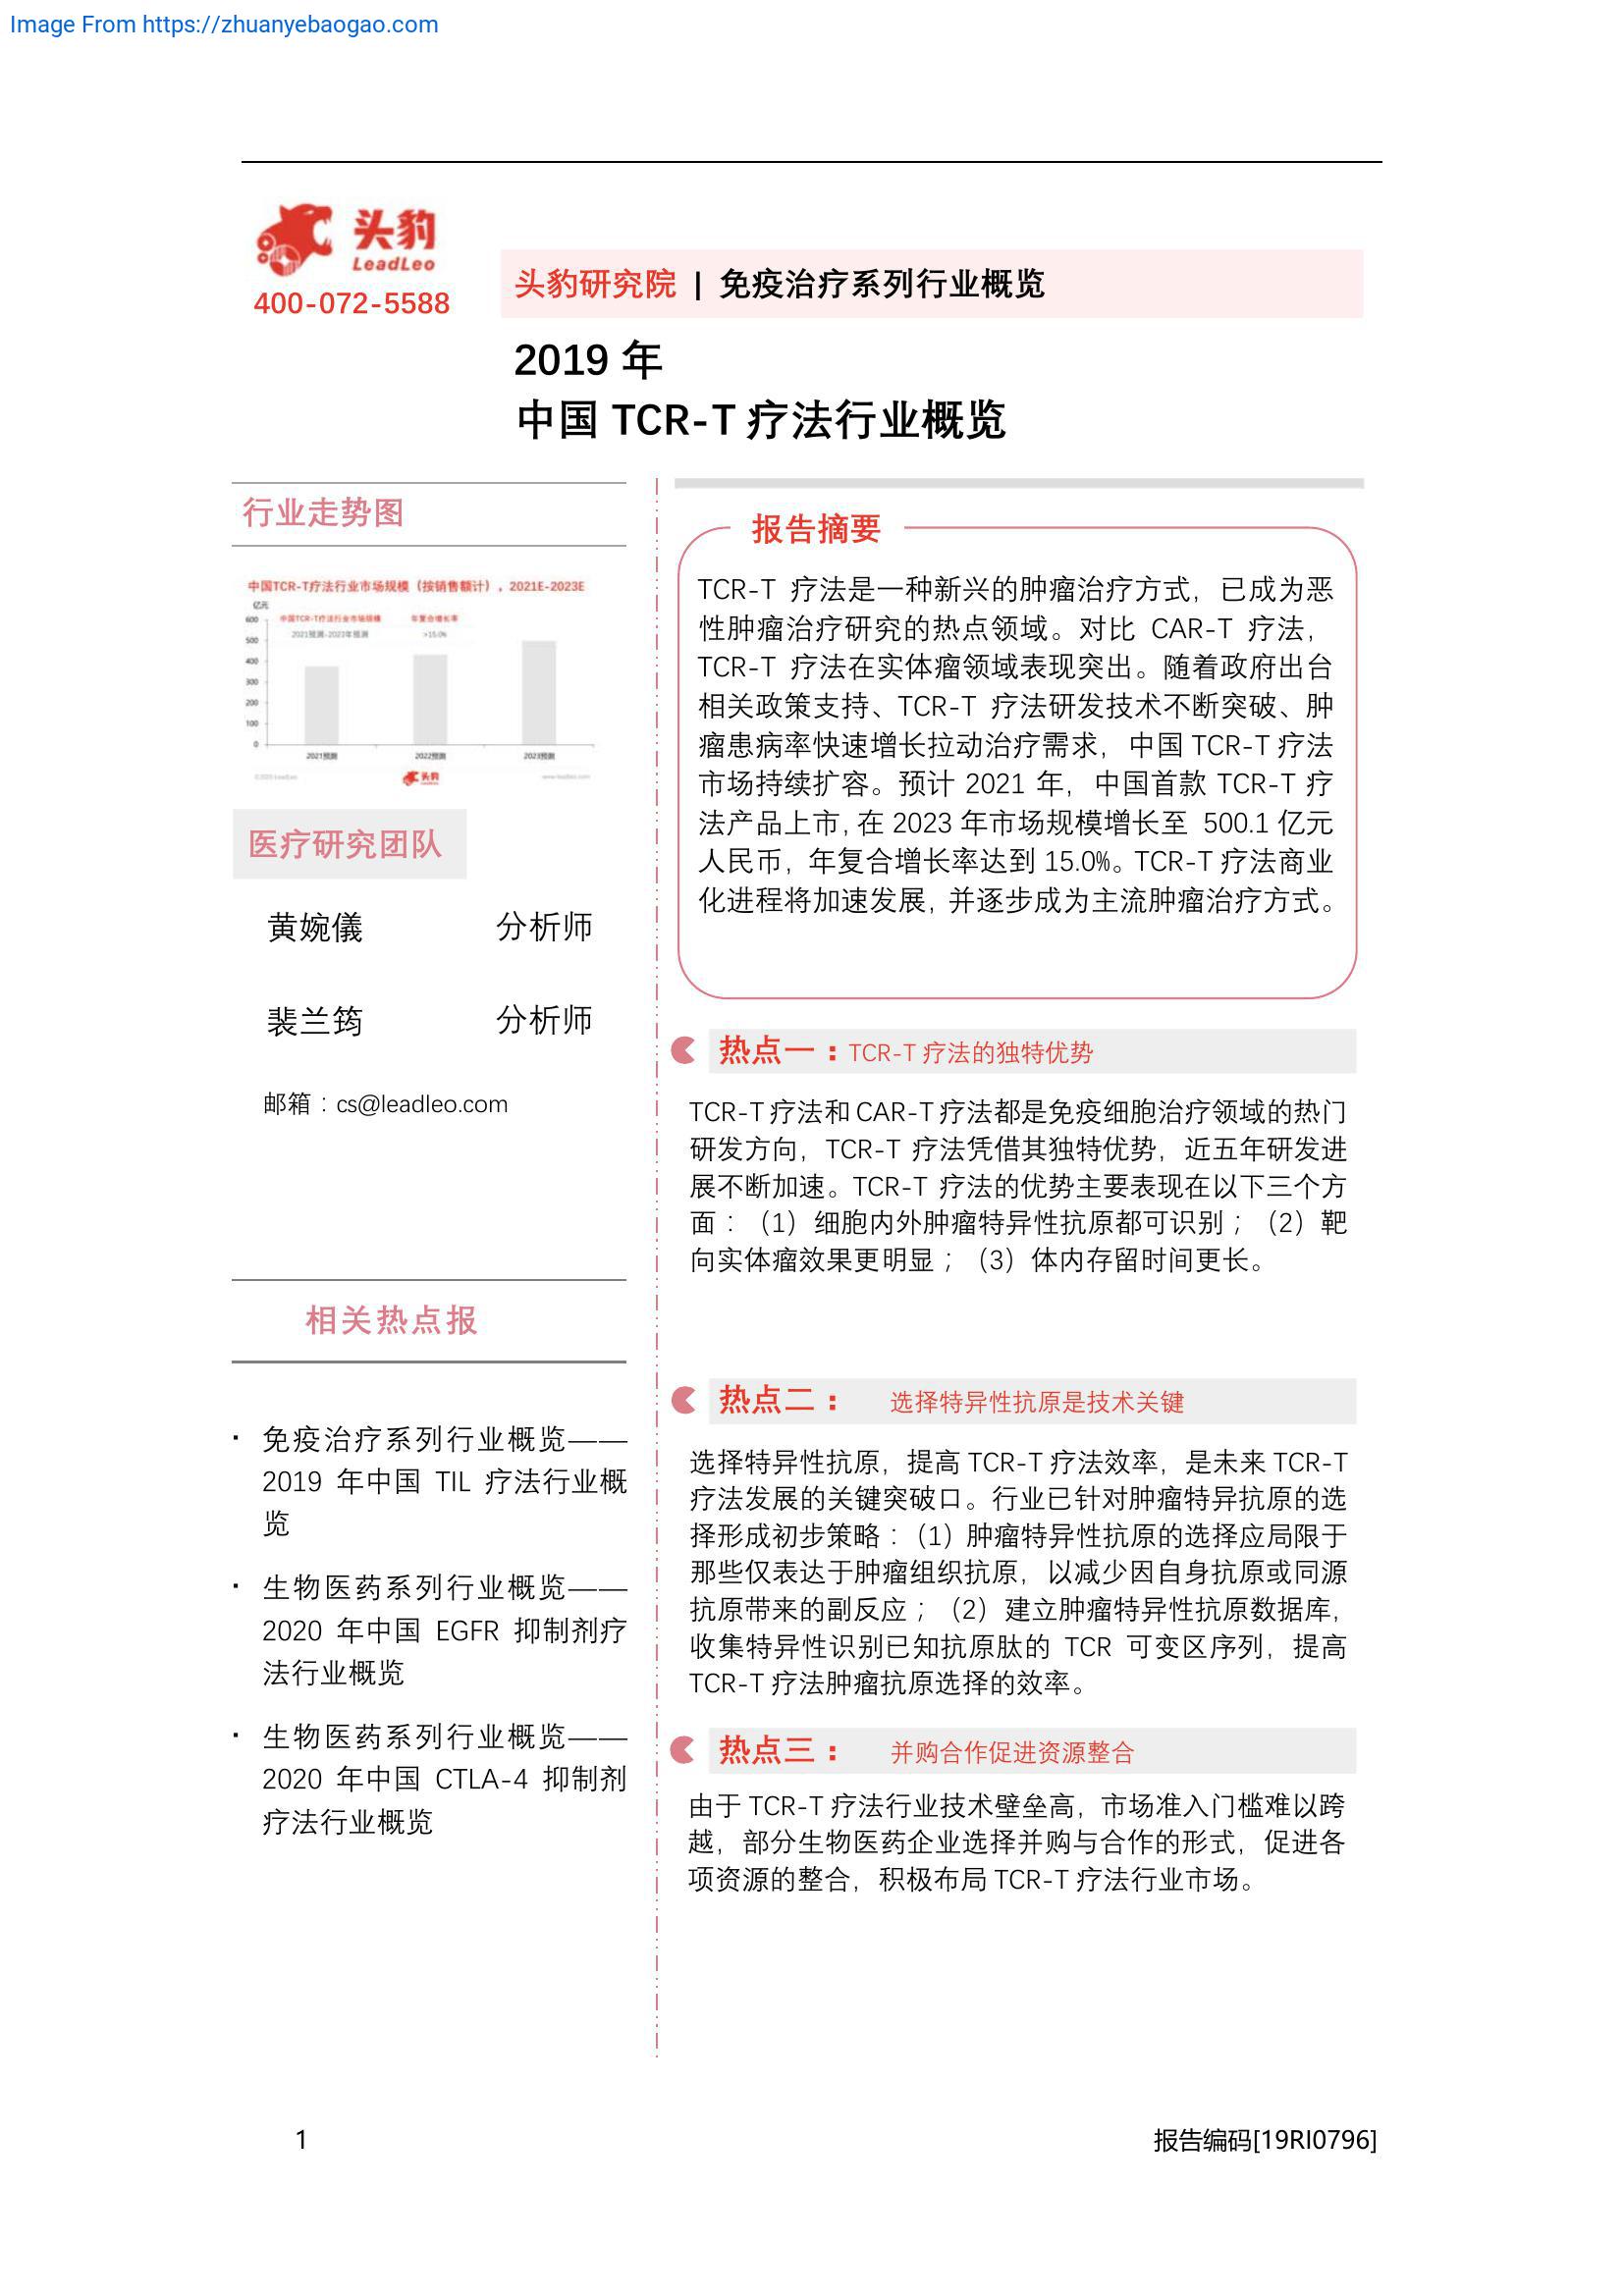 Image From https://zhuanyebaogao.com
头豹
LeadLeo
400-072-5588
头豹研究院 | 免疫治疗系列行业概览
2019 年
中国 TCR-T 疗法行业概览
行业走势图
中国TCR-T疗法行业市场规模（按销售额计），2021E-2023E
亿元
中国TCR-T疗法行业市场规模 年复合增长率
2021预测-2023年预测 >15.0%
600
500
400
300
200
100
0
2021预测 2022预测 2023预测
头豹
www.leadleo.com
医疗研究团队
黄婉儀 分析师
裴兰筠 分析师
邮箱：cs@leadleo.com
相关热点报
· 免疫治疗系列行业概览——
2019 年中国 TIL 疗法行业概
览
· 生物医药系列行业概览——
2020 年中国 EGFR 抑制剂疗
法行业概览
· 生物医药系列行业概览——
2020 年中国 CTLA-4 抑制剂
疗法行业概览
报告摘要
TCR-T 疗法是一种新兴的肿瘤治疗方式，已成为恶
性肿瘤治疗研究的热点领域。对比 CAR-T 疗法，
TCR-T 疗法在实体瘤领域表现突出。随着政府出台
相关政策支持、TCR-T 疗法研发技术不断突破、肿
瘤患病率快速增长拉动治疗需求，中国 TCR-T 疗法
市场持续扩容。预计 2021 年，中国首款 TCR-T 疗
法产品上市，在 2023 年市场规模增长至 500.1 亿元
人民币，年复合增长率达到 15.0%。TCR-T 疗法商业
化进程将加速发展，并逐步成为主流肿瘤治疗方式。
热点一：TCR-T 疗法的独特优势
TCR-T 疗法和 CAR-T 疗法都是免疫细胞治疗领域的热门
研发方向，TCR-T 疗法凭借其独特优势，近五年研发进
展不断加速。TCR-T 疗法的优势主要表现在以下三个方
面：（1）细胞内外肿瘤特异性抗原都可识别；（2）靶
向实体瘤效果更明显；（3）体内存留时间更长。
热点二： 选择特异性抗原是技术关键
选择特异性抗原，提高 TCR-T 疗法效率，是未来 TCR-T
疗法发展的关键突破口。行业已针对肿瘤特异抗原的选
择形成初步策略：（1）肿瘤特异性抗原的选择应局限于
那些仅表达于肿瘤组织抗原，以减少因自身抗原或同源
抗原带来的副反应；（2）建立肿瘤特异性抗原数据库，
收集特异性识别已知抗原肽的 TCR 可变区序列，提高
TCR-T 疗法肿瘤抗原选择的效率。
热点三： 并购合作促进资源整合
由于 TCR-T 疗法行业技术壁垒高，市场准入门槛难以跨
越，部分生物医药企业选择并购与合作的形式，促进各
项资源的整合，积极布局 TCR-T 疗法行业市场。
1 报告编码[19RI0796]